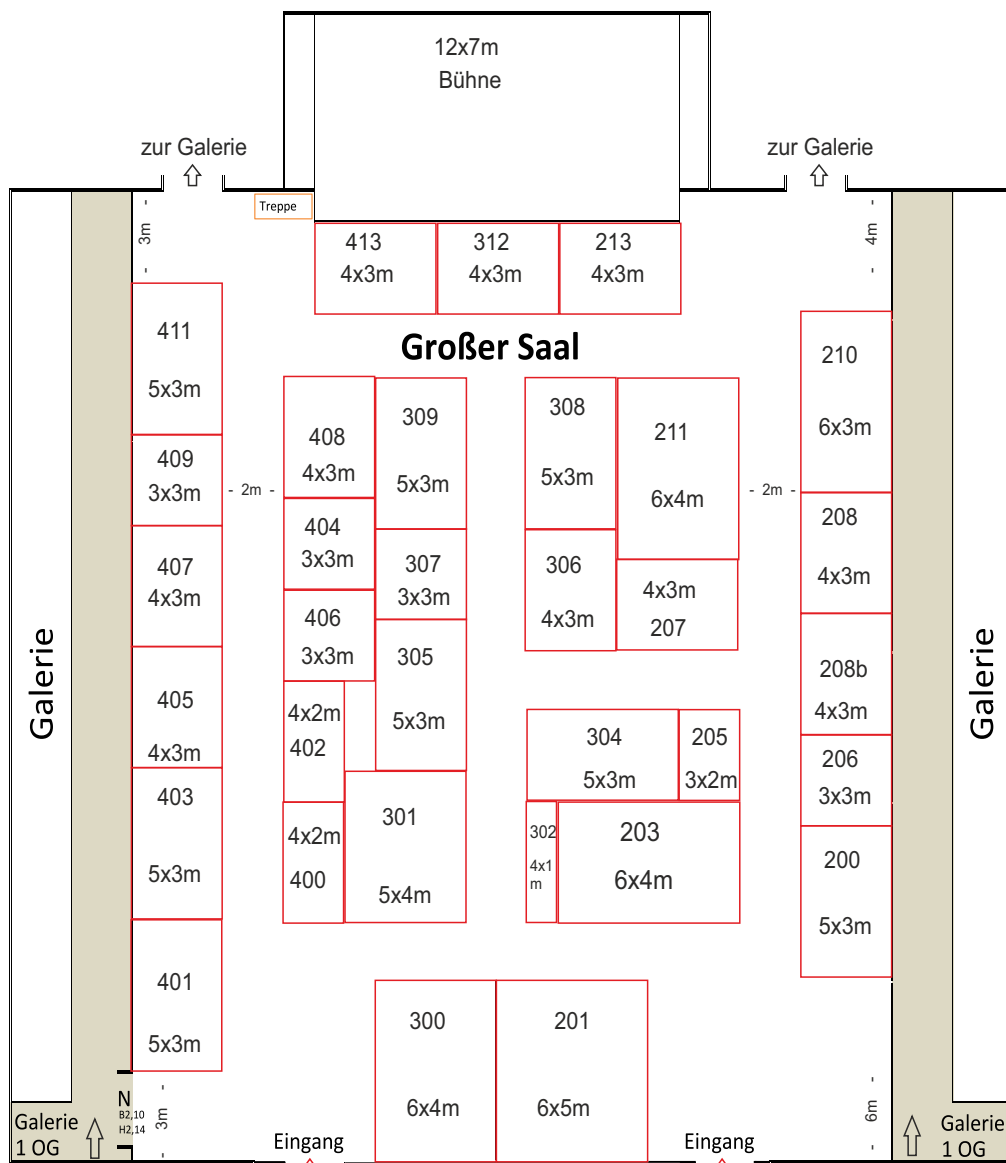 12x7m
Bühne
zur Galerie
zur Galerie
Treppe
3m
4m
413
4x3m
312
4x3m
213
4x3m
Großer Saal
411
5x3m
409
3x3m
407
4x3m
405
4x3m
403
5x3m
401
5x3m
- 2m -
408
4x3m
404
3x3m
406
3x3m
4x2m
402
4x2m
400
309
5x3m
307
3x3m
305
5x3m
301
5x4m
308
5x3m
306
4x3m
211
6x4m
4x3m
207
304
5x3m
205
3x2m
302
4x1
m
203
6x4m
- 2m -
210
6x3m
208
4x3m
208b
4x3m
206
3x3m
200
5x3m
Galerie
Galerie
300
6x4m
201
6x5m
N
B2,10
H2,14
3m
6m
Galerie
1 OG
Eingang
Eingang
Galerie
1 OG